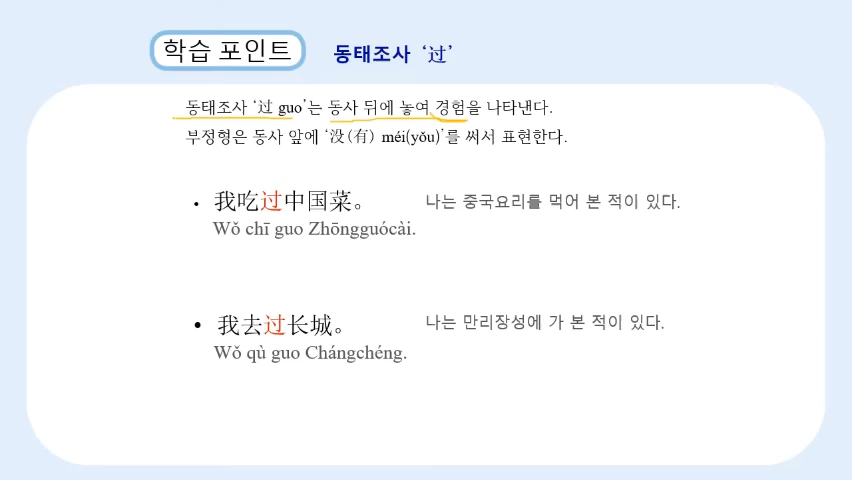 학습 포인트
동태조사 ‘过’
동태조사 ‘过 guo’는 동사 뒤에 놓여 경험을 나타낸다.
부정형은 동사 앞에 ‘没(有) méi(yǒu)’를 써서 표현한다.
• 我吃过中国菜。 나는 중국요리를 먹어 본 적이 있다.
Wǒ chī guo Zhōngguócài.
• 我去过长城。 나는 만리장성에 가 본 적이 있다.
Wǒ qù guo Chángchéng.